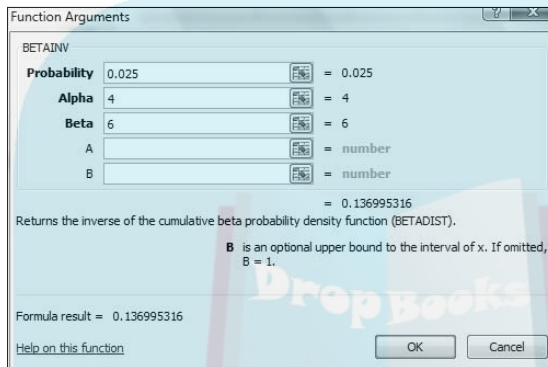 Function Arguments
BETAINV
Probability 0.025 = 0.025
Alpha 4 = 4
Beta 6 = 6
A = number
B = number
= 0.136995316
Returns the inverse of the cumulative beta probability density function (BETADIST).
B is an optional upper bound to the interval of x. If omitted,
B = 1.
Drop Books
Formula result = 0.136995316
Help on this function OK Cancel